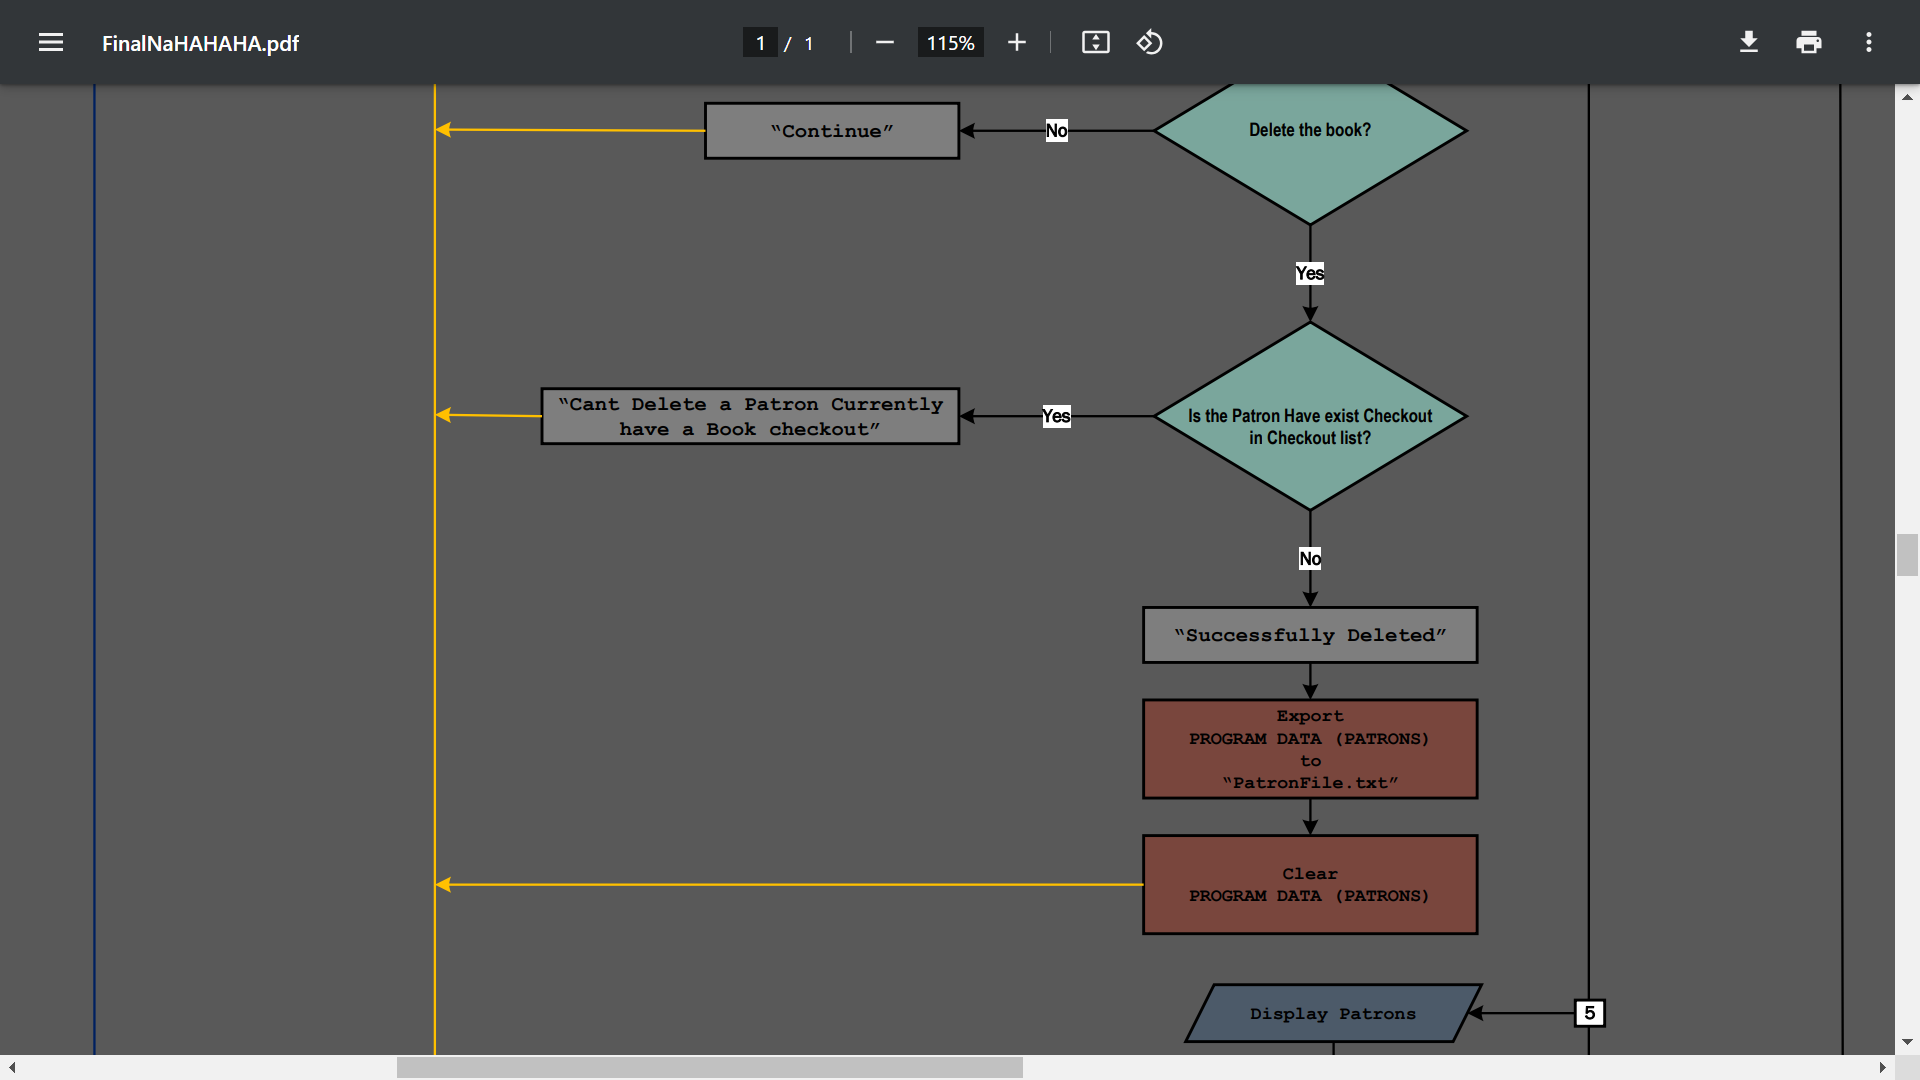 FinalNaHAHAHA.pdf
1 / 1
115%
“Continue”
No
Delete the book?
Yes
“Cant Delete a Patron Currently
have a Book checkout”
Yes
Is the Patron Have exist Checkout
in Checkout list?
No
“Successfully Deleted”
Export
PROGRAM DATA (PATRONS)
to
“PatronFile.txt”
Clear
PROGRAM DATA (PATRONS)
Display Patrons
5